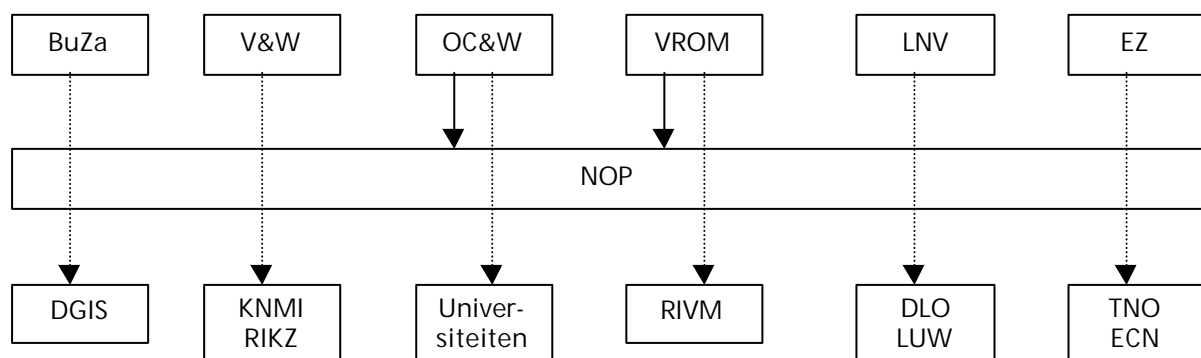 BuZa
V&W
OC&W
VROM
LNV
EZ
NOP
DGIS
KNMI
RIKZ
Univer-
siteiten
RIVM
DLO
LUW
TNO
ECN